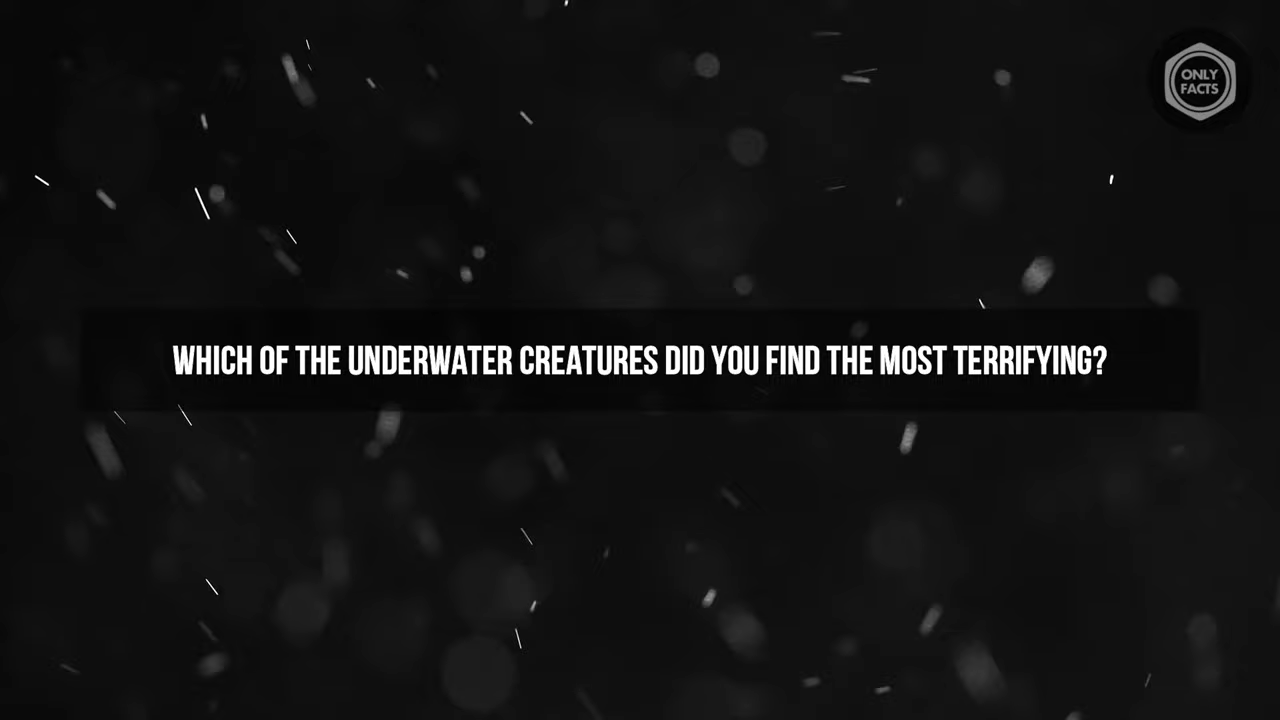 ONLY
FACTS
WHICH OF THE UNDERWATER CREATURES DID YOU FIND THE MOST TERRIFYING?